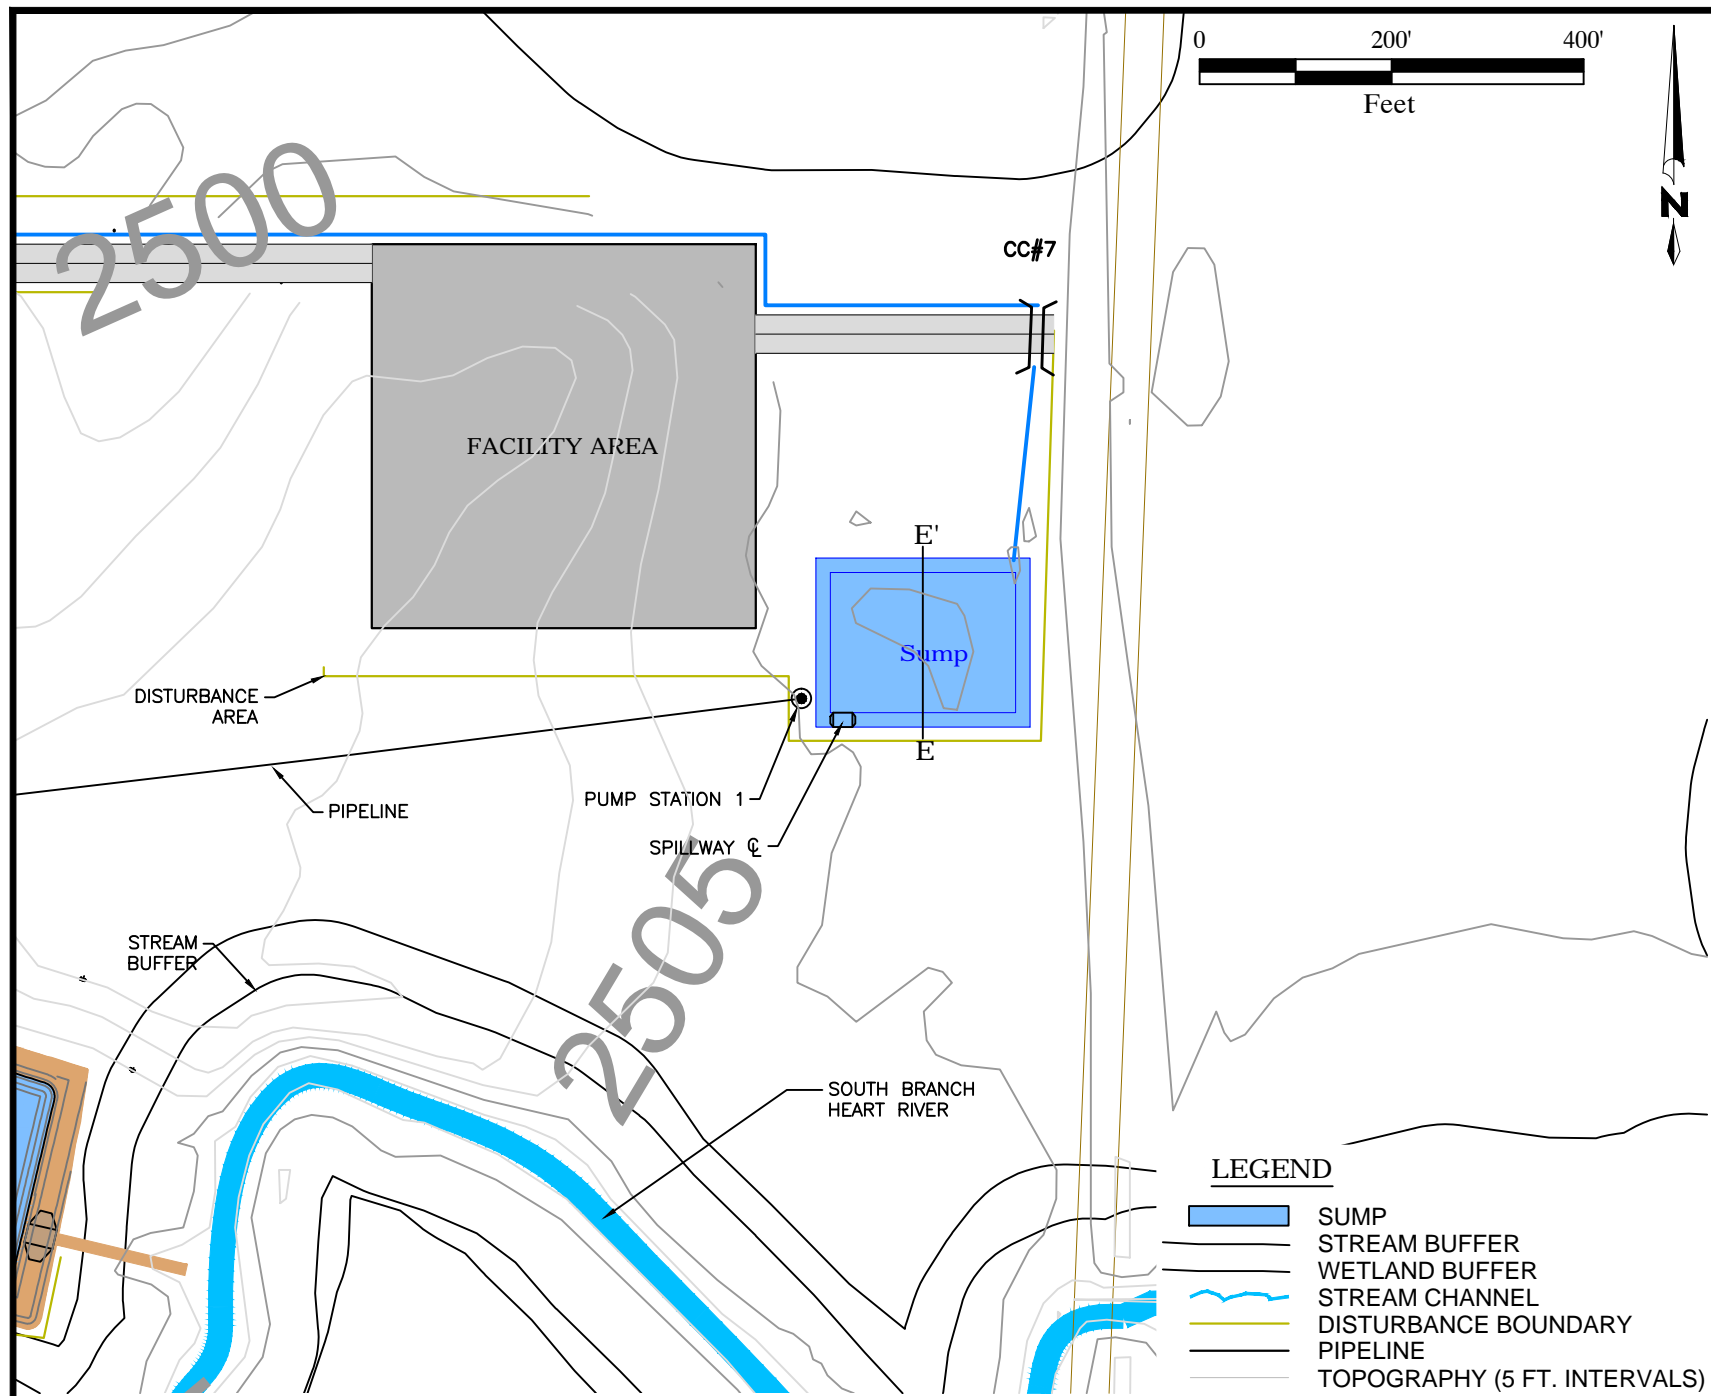 0 200' 400'
Feet
N
2500
CC#7
FACILITY AREA
E'
Sump
E
DISTURBANCE
AREA
PIPELINE
PUMP STATION 1
SPILLWAY ℄
2505
STREAM
BUFFER
SOUTH BRANCH
HEART RIVER
LEGEND
SUMP
STREAM BUFFER
WETLAND BUFFER
STREAM CHANNEL
DISTURBANCE BOUNDARY
PIPELINE
TOPOGRAPHY (5 FT. INTERVALS)